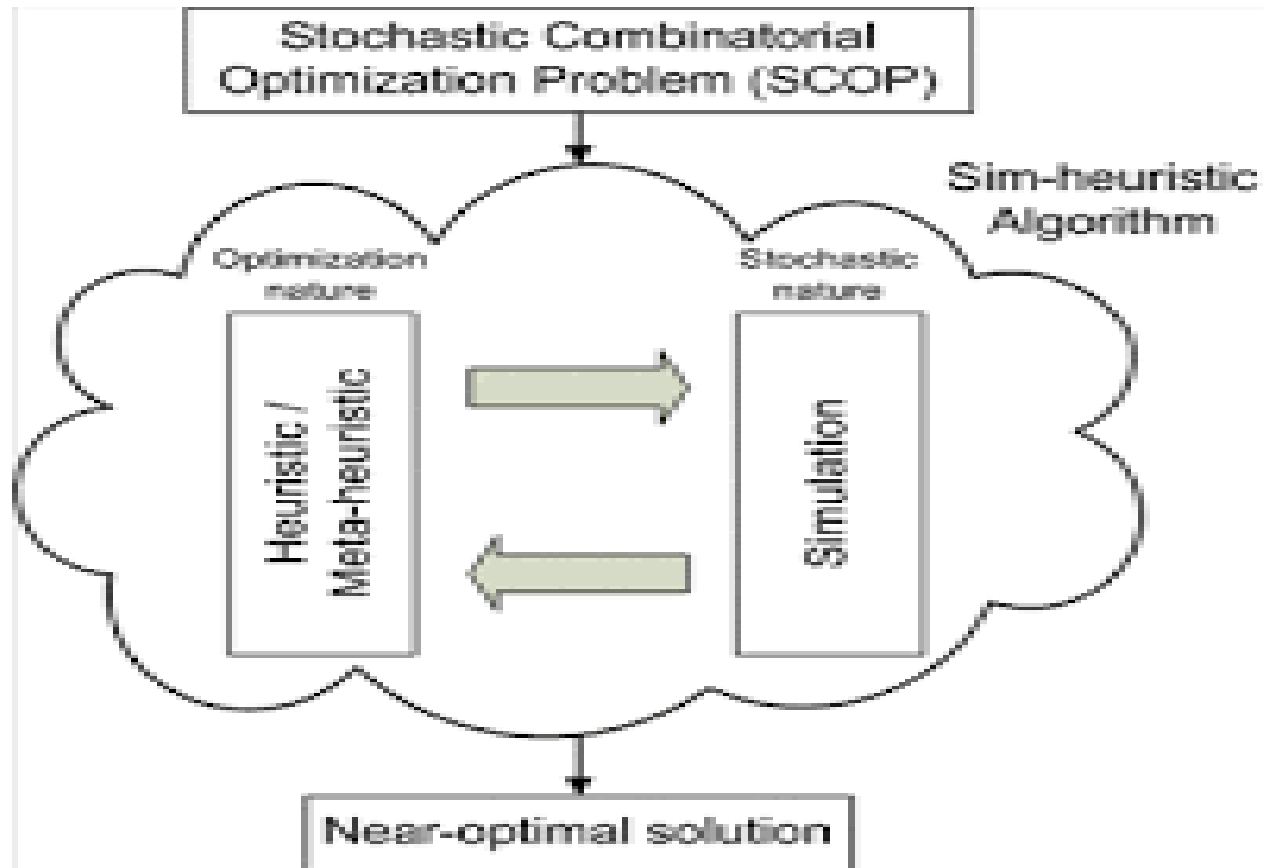 Stochastic Combinatorial
Optimization Problem (SCOP)
Sim-heuristic
Algorithm
Optimization
nature
Stochastic
nature
Heuristic /
Meta-heuristic
Simulation
Near-optimal solution